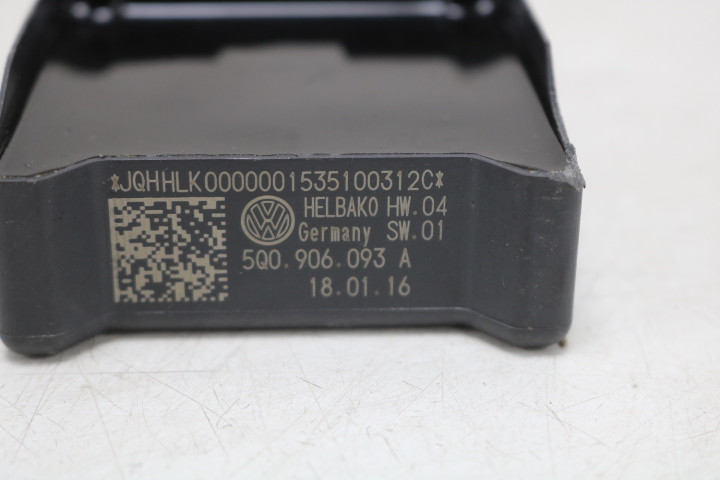 *JQHHLK0000001535100312C*
HELBAKO HW.04
Germany SW.01
5Q0.906.093 A
18.01.16